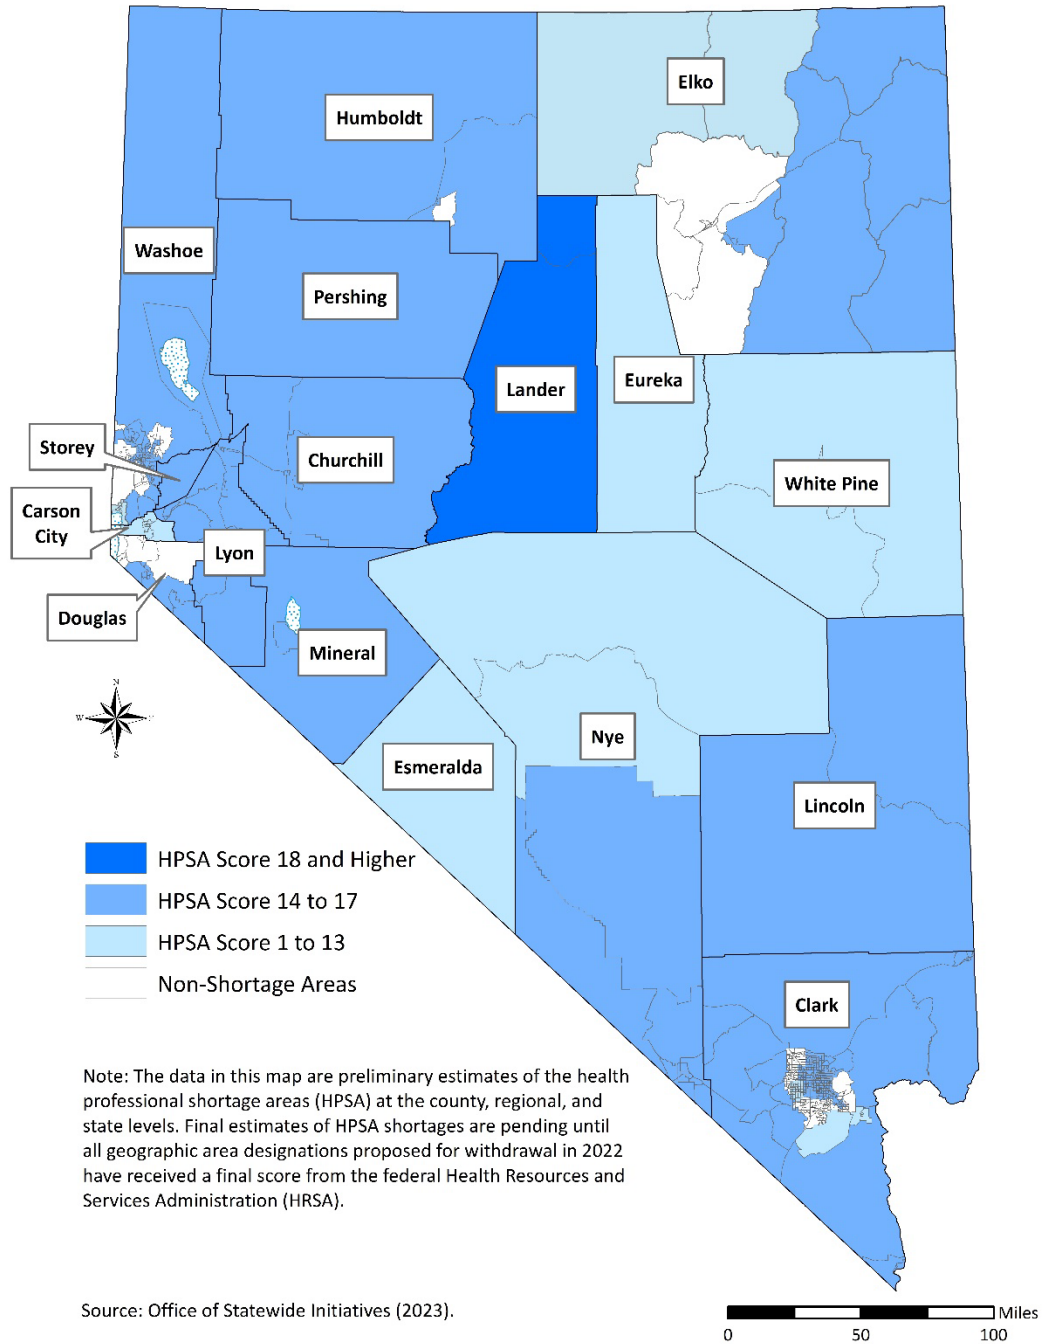 Elko
Humboldt
Washoe
Pershing
Lander
Eureka
Storey
Churchill
White Pine
Carson
City
Lyon
Douglas
Mineral
N
W
S
Nye
Esmeralda
Lincoln
HPSA Score 18 and Higher
HPSA Score 14 to 17
HPSA Score 1 to 13
Non-Shortage Areas
Clark
Note: The data in this map are preliminary estimates of the health
professional shortage areas (HPSA) at the county, regional, and
state levels. Final estimates of HPSA shortages are pending until
all geographic area designations proposed for withdrawal in 2022
have received a final score from the federal Health Resources and
Services Administration (HRSA).
Source: Office of Statewide Initiatives (2023).
Miles
0 50 100